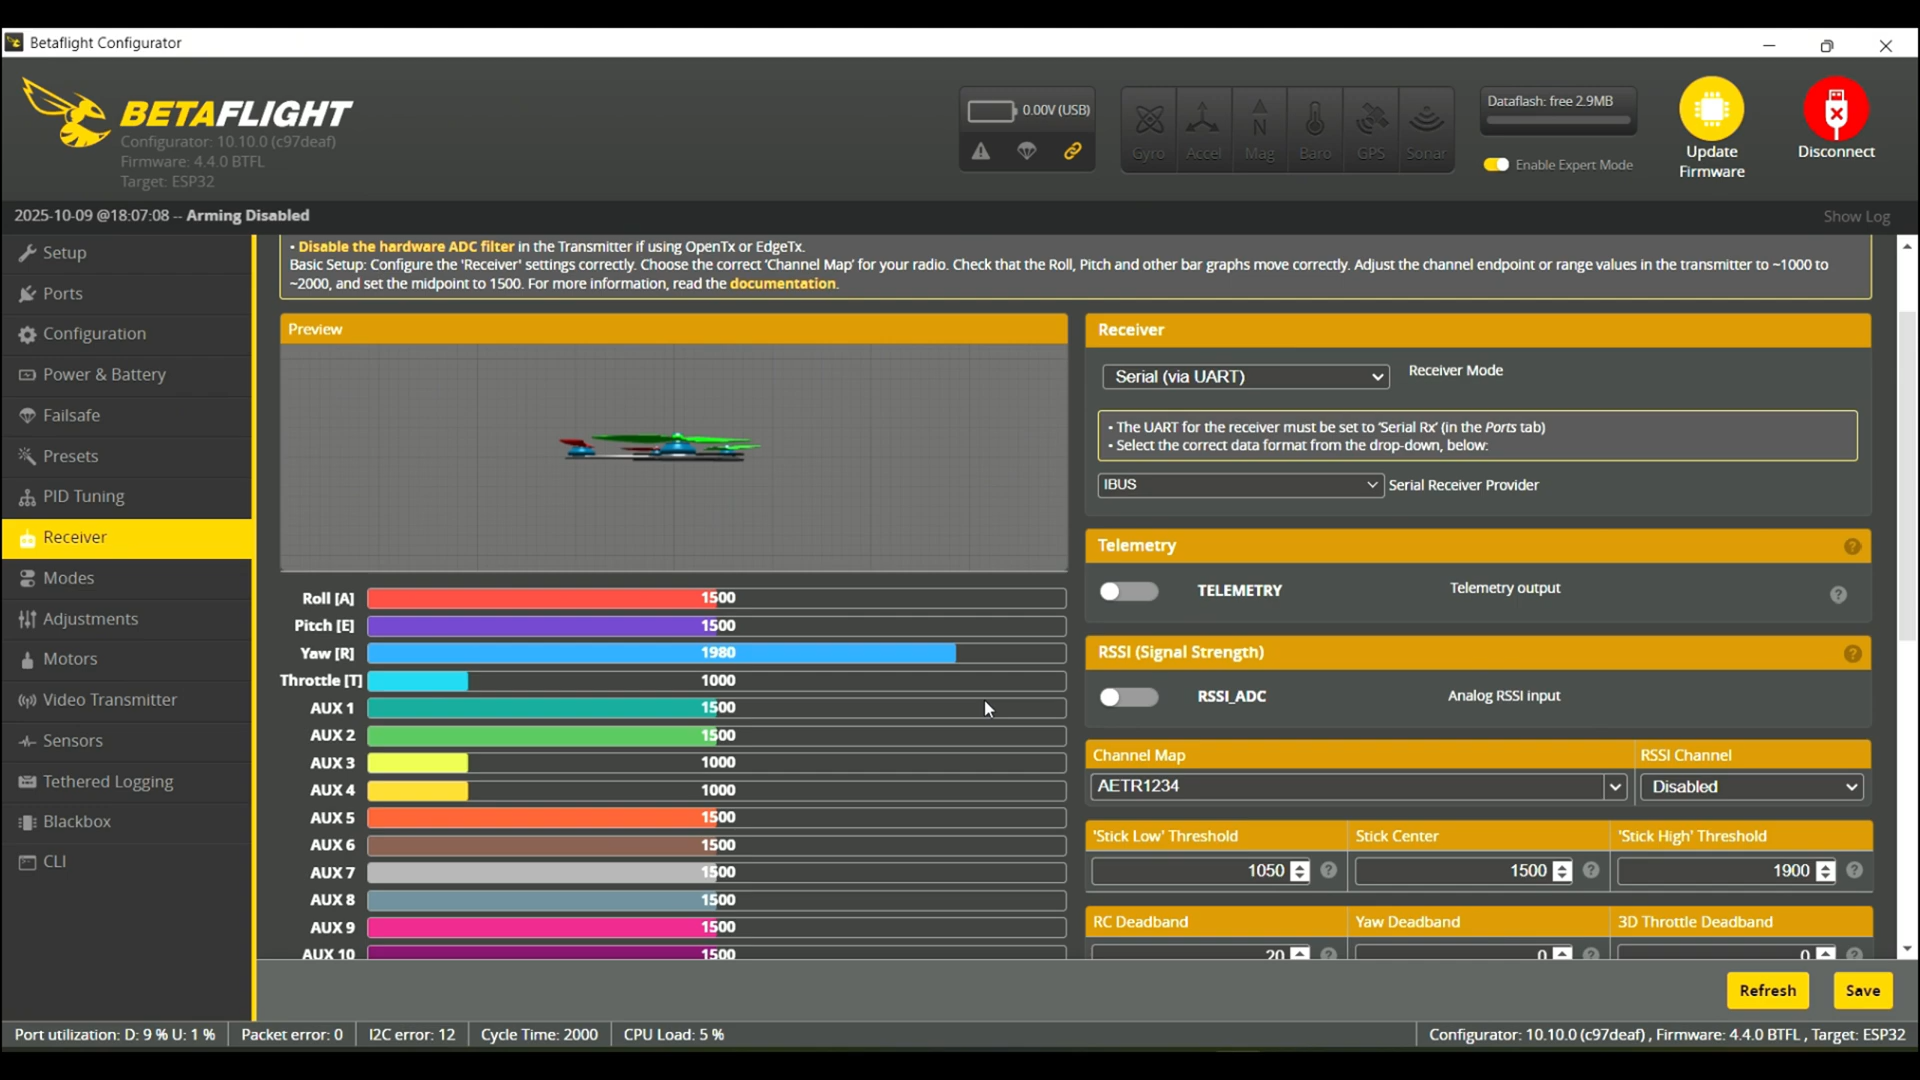 Betaflight Configurator
BETAFLIGHT
Configurator: 10.10.0 (c97deaf)
Firmware: 4.4.0 BTFL
Target: ESP32
0.00V (USB)
Gyro Accel Mag Baro GPS Sonar
Dataflash: free 2.9MB
Enable Expert Mode
Update
Firmware
Disconnect
2025-10-09 @18:07:08 -- Arming Disabled
Show Log
Setup
Ports
Configuration
Power & Battery
Failsafe
Presets
PID Tuning
Receiver
Modes
Adjustments
Motors
Video Transmitter
Sensors
Tethered Logging
Blackbox
CLI
• Disable the hardware ADC filter in the Transmitter if using OpenTx or EdgeTx.
Basic Setup: Configure the 'Receiver' settings correctly. Choose the correct 'Channel Map' for your radio. Check that the Roll, Pitch and other bar graphs move correctly. Adjust the channel endpoint or range values in the transmitter to ~1000 to
~2000, and set the midpoint to 1500. For more information, read the documentation.
Preview
Roll [A] 1500
Pitch [E] 1500
Yaw [R] 1980
Throttle [T] 1000
AUX 1 1500
AUX 2 1500
AUX 3 1000
AUX 4 1000
AUX 5 1500
AUX 6 1500
AUX 7 1500
AUX 8 1500
AUX 9 1500
AUX 10 1500
Receiver
Serial (via UART) Receiver Mode
• The UART for the receiver must be set to 'Serial Rx' (in the Ports tab)
• Select the correct data format from the drop-down, below:
IBUS Serial Receiver Provider
Telemetry
TELEMETRY Telemetry output
RSSI (Signal Strength)
RSSI_ADC Analog RSSI input
Channel Map RSSI Channel
AETR1234 Disabled
'Stick Low' Threshold Stick Center 'Stick High' Threshold
1050 1500 1900
RC Deadband Yaw Deadband 3D Throttle Deadband
20 0 0
Refresh Save
Port utilization: D: 9 % U: 1 % Packet error: 0 I2C error: 12 Cycle Time: 2000 CPU Load: 5 % Configurator: 10.10.0 (c97deaf) , Firmware: 4.4.0 BTFL , Target: ESP32